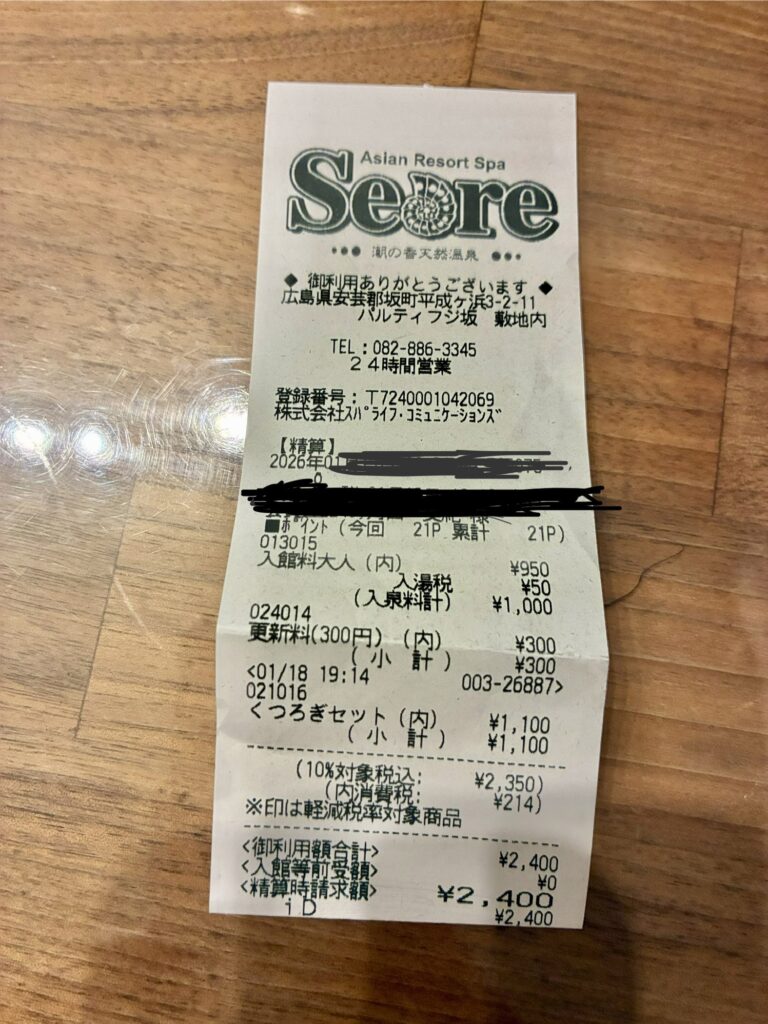 Asian Resort Spa
Seare
●●● 潮の香天然温泉 ●●●
◆ 御利用ありがとうございます ◆
広島県安芸郡坂町平成ヶ浜3-2-11
パルティフジ坂 敷地内
TEL:082-886-3345
24時間営業
登録番号:T7240001042069
株式会社スパライフ・コミュニケーションズ
【精算】
2026年01
■ポイント(今回 21P 累計 21P)
013015
入館料大人(内) ¥950
入湯税 ¥50
(入泉料計) ¥1,000
024014
更新料(300円) (内) ¥300
(小 計) ¥300
<01/18 19:14 003-26887>
021016
くつろぎセット(内) ¥1,100
(小 計) ¥1,100
(10%対象税込: ¥2,350)
(内消費税: ¥214)
※印は軽減税率対象商品
<御利用額合計> ¥2,400
<入館等前受額> ¥0
<精算時請求額> ¥2,400
iD ¥2,400